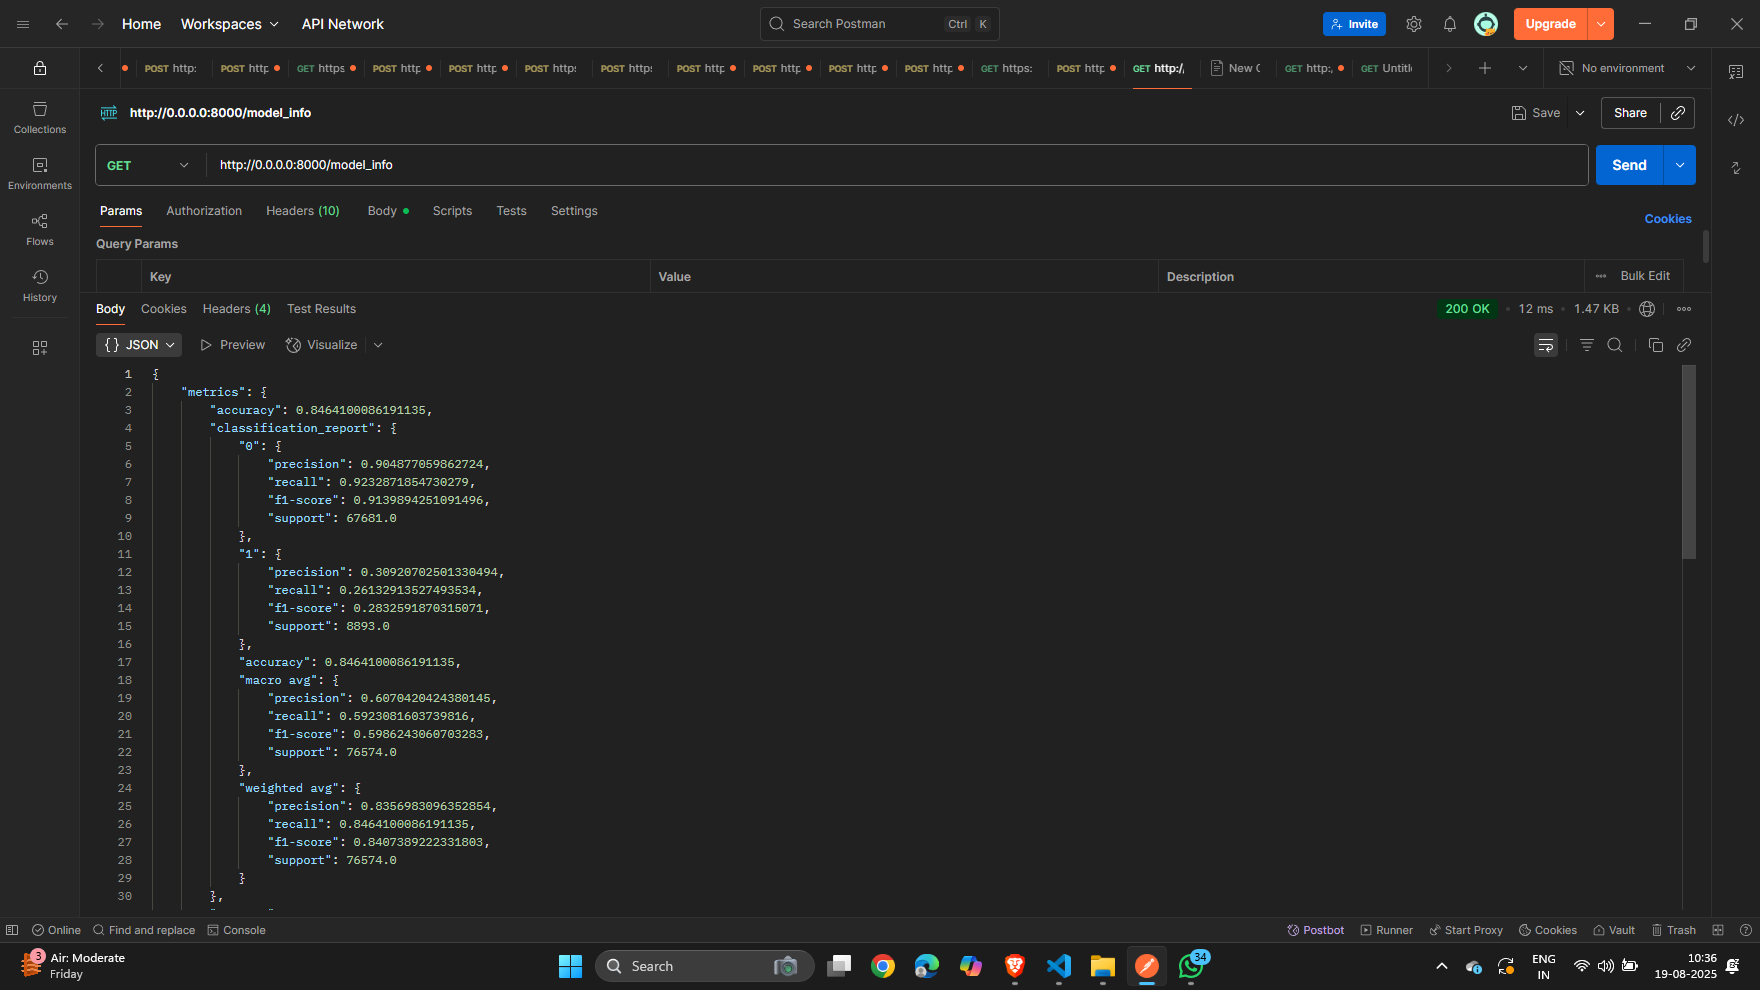 Home Workspaces API Network Search Postman Ctrl K Invite Upgrade
POST http: POST http GET https POST http POST http POST http: POST http: POST http POST http POST http POST http GET https: POST http GET http:/, New C GET http:, GET Untitl No environment
HTTP http://0.0.0.0:8000/model_info Save Share
GET http://0.0.0.0:8000/model_info Send
Params Authorization Headers (10) Body Scripts Tests Settings Cookies
Query Params
Key Value Description Bulk Edit
Body Cookies Headers (4) Test Results 200 OK 12 ms 1.47 KB
{} JSON Preview Visualize
Collections
Environments
Flows
History
1 {
2 "metrics": {
3 "accuracy": 0.8464100086191135,
4 "classification_report": {
5 "0": {
6 "precision": 0.904877059862724,
7 "recall": 0.9232871854730279,
8 "f1-score": 0.9139894251091496,
9 "support": 67681.0
10 },
11 "1": {
12 "precision": 0.30920702501330494,
13 "recall": 0.26132913527493534,
14 "f1-score": 0.2832591870315071,
15 "support": 8893.0
16 },
17 "accuracy": 0.8464100086191135,
18 "macro avg": {
19 "precision": 0.6070420424380145,
20 "recall": 0.5923081603739816,
21 "f1-score": 0.5986243060703283,
22 "support": 76574.0
23 },
24 "weighted avg": {
25 "precision": 0.8356983096352854,
26 "recall": 0.8464100086191135,
27 "f1-score": 0.8407389222331803,
28 "support": 76574.0
29 }
30 },
Online Find and replace Console Postbot Runner Start Proxy Cookies Vault Trash
3 Air: Moderate
Friday
Search
34
ENG
IN
10:36
19-08-2025